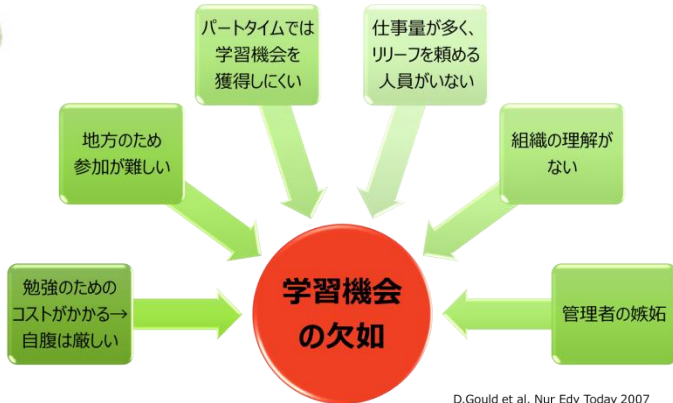 パートタイムでは
学習機会を
獲得しにくい
仕事量が多く、
リリーフを頼める
人員がいない
地方のため
参加が難しい
組織の理解が
ない
勉強のための
コストがかかる→
自腹は厳しい
学習機会
の欠如
管理者の嫉妬
D.Gould et al. Nur Edy Today 2007